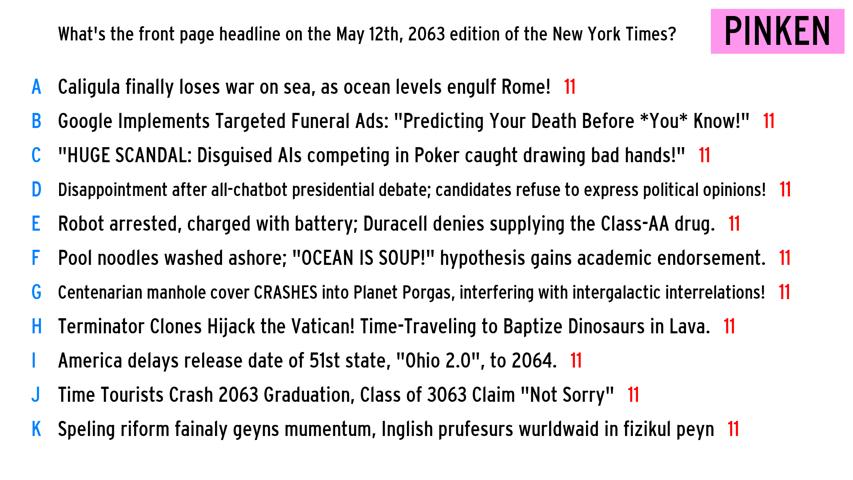 What's the front page headline on the May 12th, 2063 edition of the New York Times? PINKEN
A Caligula finally loses war on sea, as ocean levels engulf Rome! 11
B Google Implements Targeted Funeral Ads: "Predicting Your Death Before *You* Know!" 11
C "HUGE SCANDAL: Disguised AIs competing in Poker caught drawing bad hands!" 11
D Disappointment after all-chatbot presidential debate; candidates refuse to express political opinions! 11
E Robot arrested, charged with battery; Duracell denies supplying the Class-AA drug. 11
F Pool noodles washed ashore; "OCEAN IS SOUP!" hypothesis gains academic endorsement. 11
G Centenarian manhole cover CRASHES into Planet Porgas, interfering with intergalactic interrelations! 11
H Terminator Clones Hijack the Vatican! Time-Traveling to Baptize Dinosaurs in Lava. 11
I America delays release date of 51st state, "Ohio 2.0", to 2064. 11
J Time Tourists Crash 2063 Graduation, Class of 3063 Claim "Not Sorry" 11
K Speling riform fainaly geyns mumentum, Inglish prufesurs wurldwaid in fizikul peyn 11